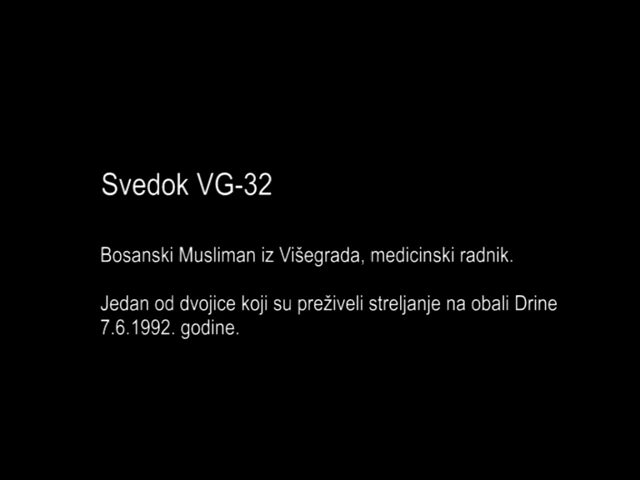 Svedok VG-32
Bosanski Musliman iz Višegrada, medicinski radnik.
Jedan od dvojice koji su preživeli streljanje na obali Drine
7.6.1992. godine.